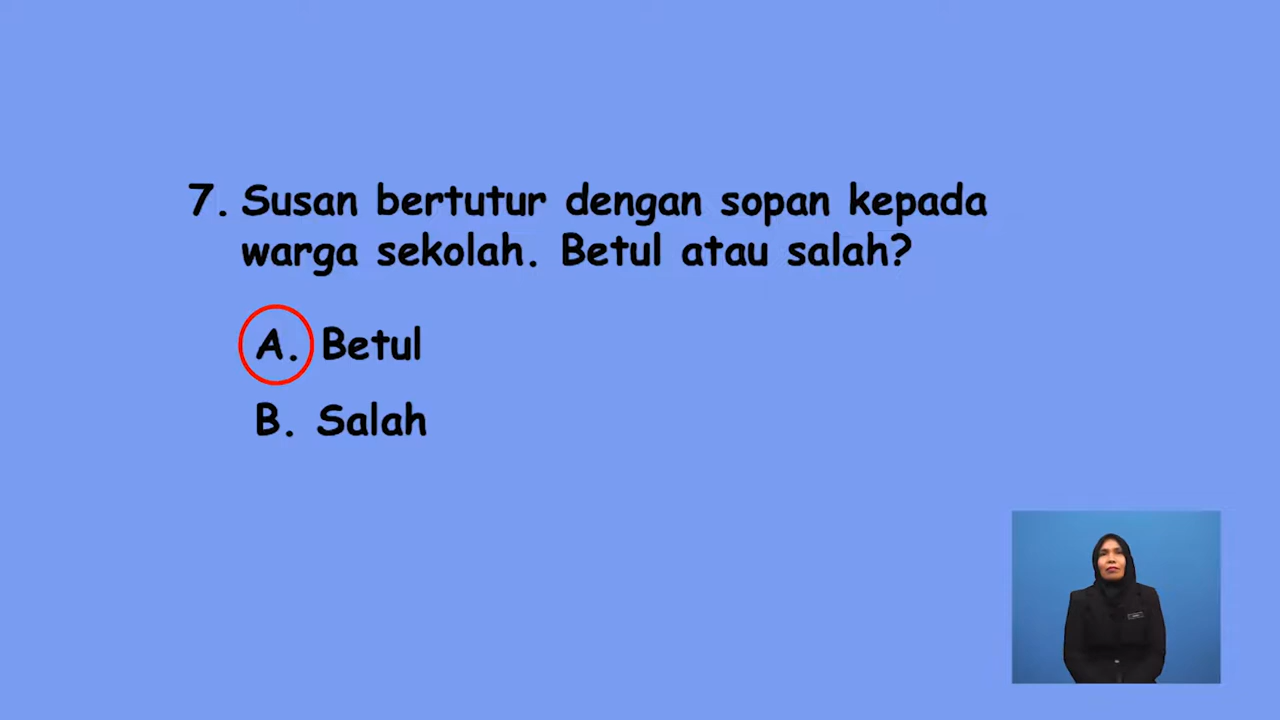 7. Susan bertutur dengan sopan kepada
warga sekolah. Betul atau salah?
A. Betul
B. Salah